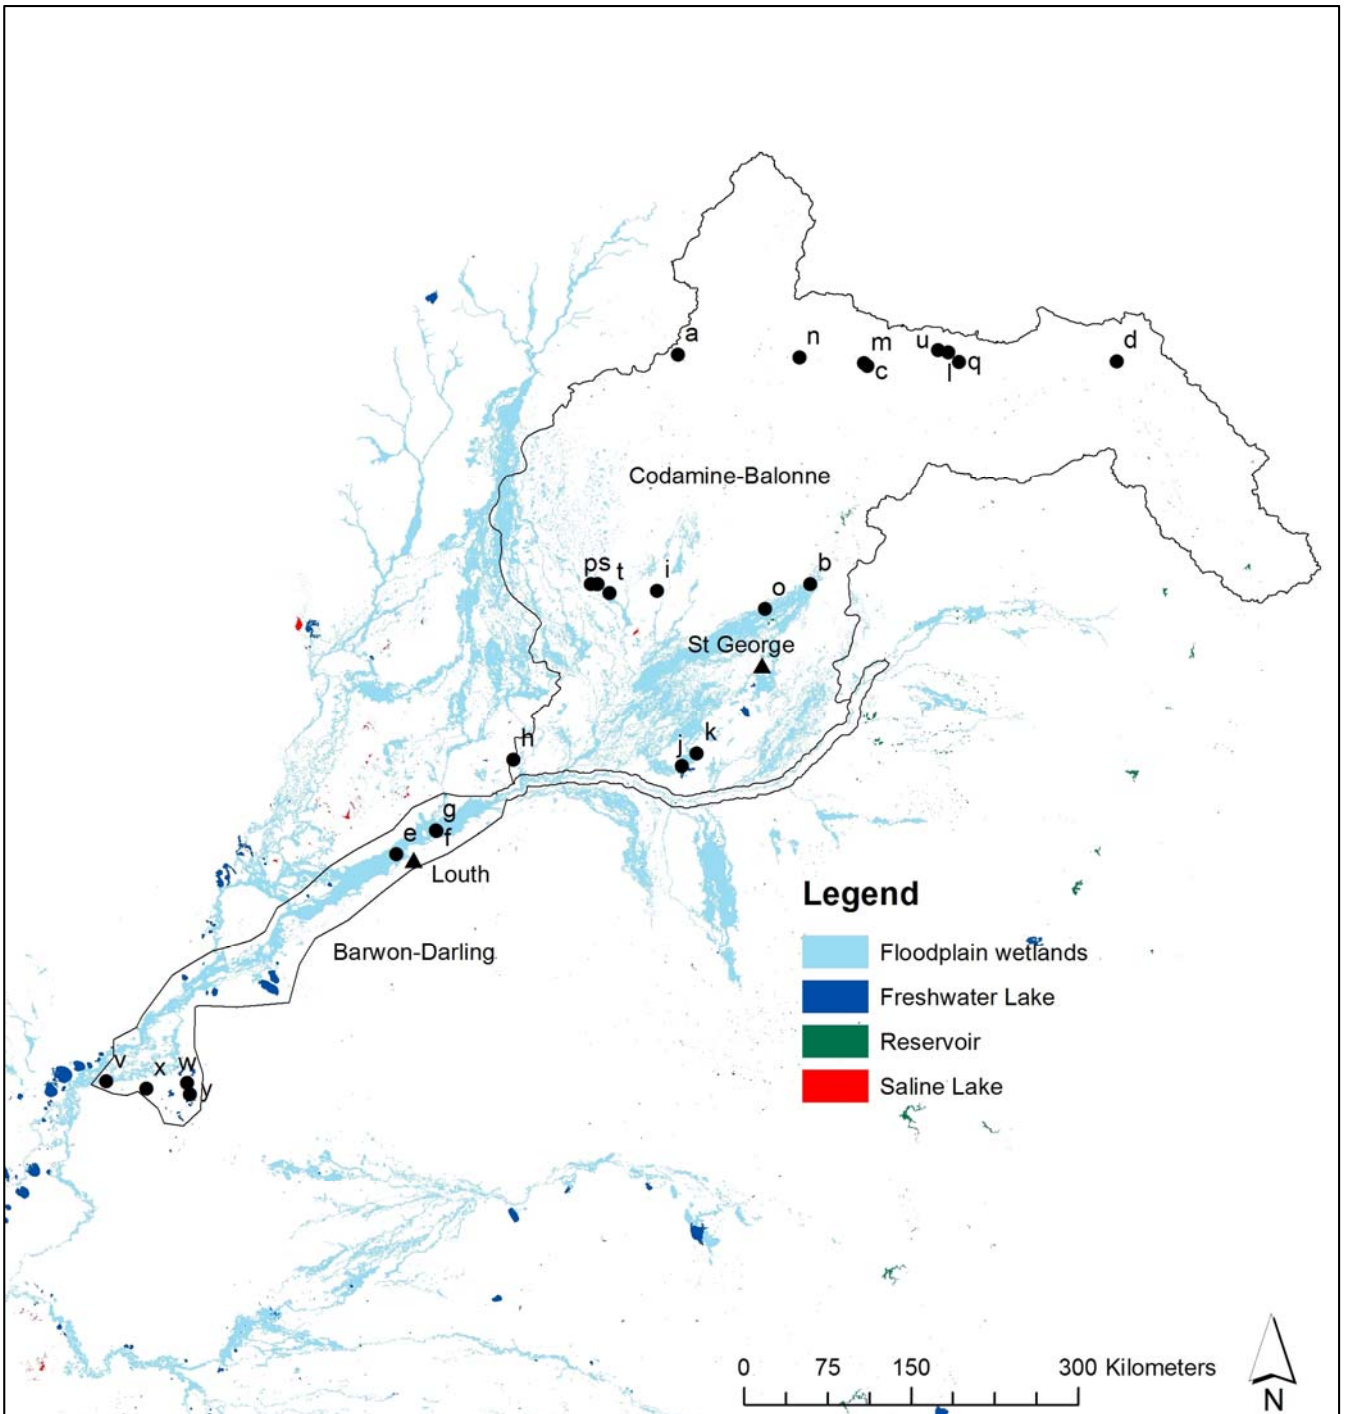 a
n
m
c
u
l
q
d
Codamine-Balonne
ps
t
i
o
b
St George
h
j
k
g
e
f
Louth
Barwon-Darling
Legend
Floodplain wetlands
Freshwater Lake
Reservoir
Saline Lake
v
x
w
y
0 75 150 300 Kilometers
N